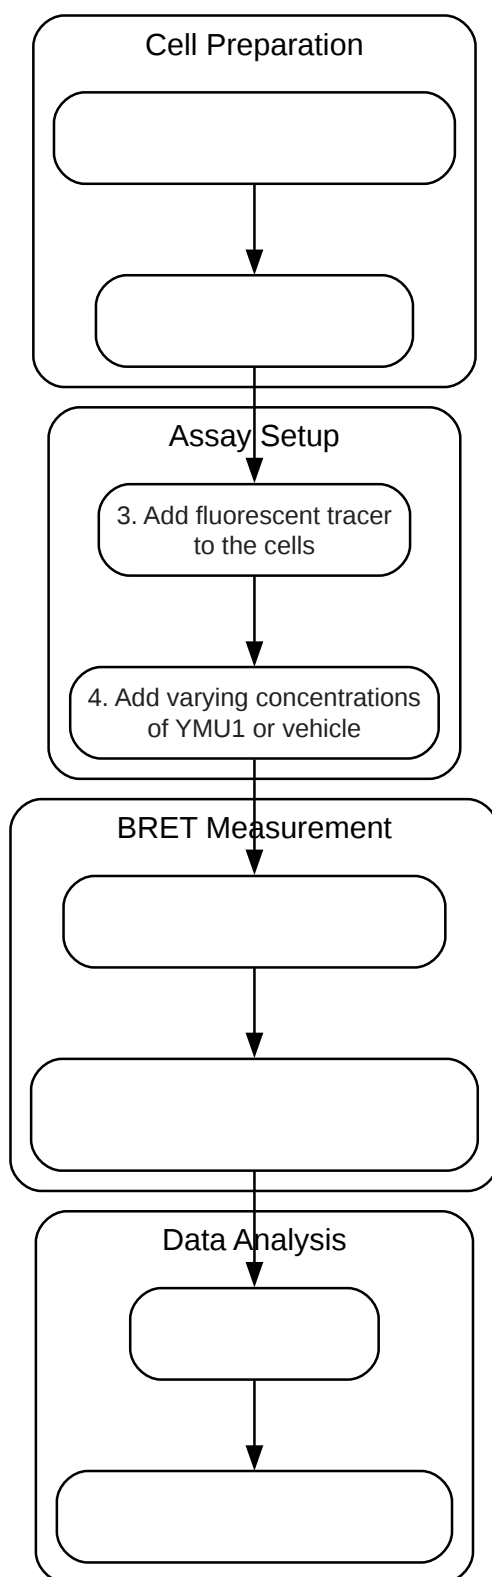 Cell Preparation
Assay Setup
3. Add fluorescent tracer
to the cells
4. Add varying concentrations
of YMU1 or vehicle
BRET Measurement
Data Analysis